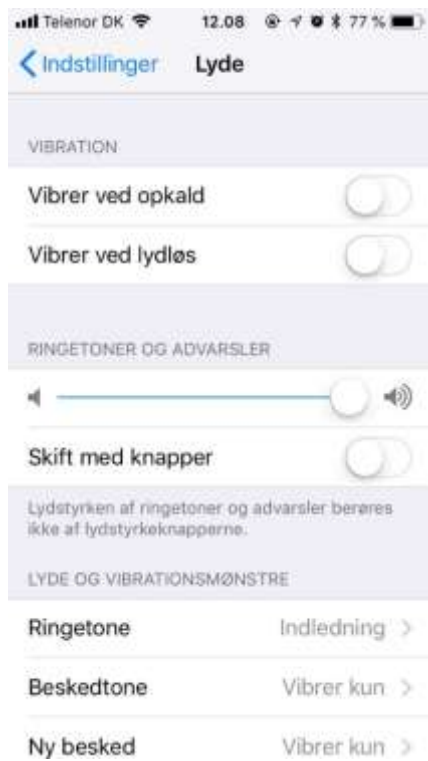 Telenor DK 12.08 77 %
Indstillinger Lyde
VIBRATION
Vibrer ved opkald
Vibrer ved lydløs
RINGETONER OG ADVARSLER
Skift med knapper
Lydstyrken af ringetoner og advarsler berøres
ikke af lydstyrkeknapperne.
LYDE OG VIBRATIONSMØNSTRE
Ringetone Indledning
Beskedtone Vibrer kun
Ny besked Vibrer kun